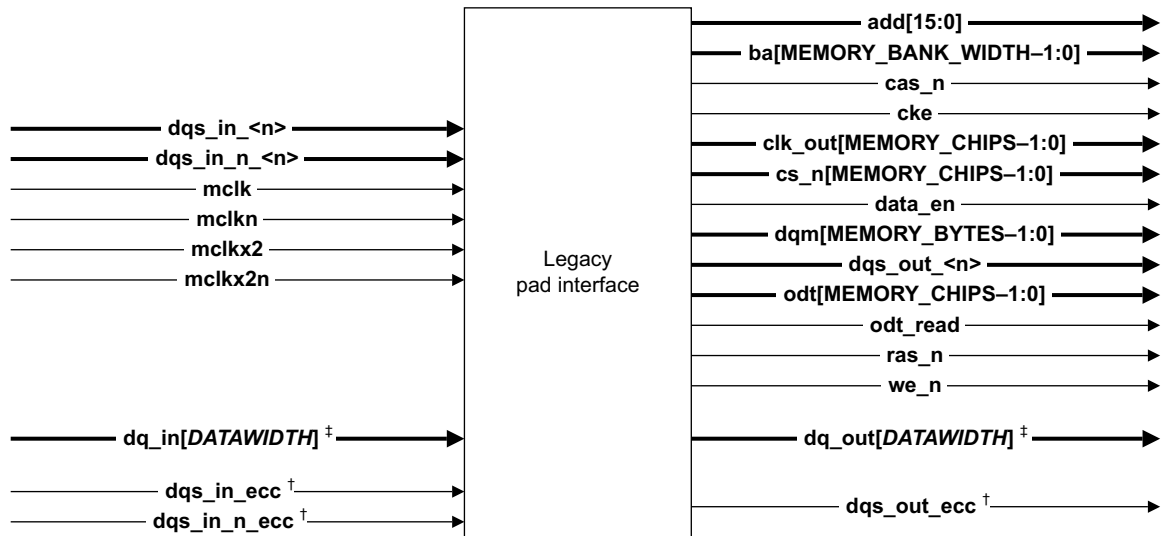 dqs_in_<n>
dqs_in_n_<n>
mclk
mclkn
mclkx2
mclkx2n
dq_in[DATAWIDTH] ‡
dqs_in_ecc †
dqs_in_n_ecc †
Legacy
pad interface
add[15:0]
ba[MEMORY_BANK_WIDTH–1:0]
cas_n
cke
clk_out[MEMORY_CHIPS–1:0]
cs_n[MEMORY_CHIPS–1:0]
data_en
dqm[MEMORY_BYTES–1:0]
dqs_out_<n>
odt[MEMORY_CHIPS–1:0]
odt_read
ras_n
we_n
dq_out[DATAWIDTH] ‡
dqs_out_ecc †